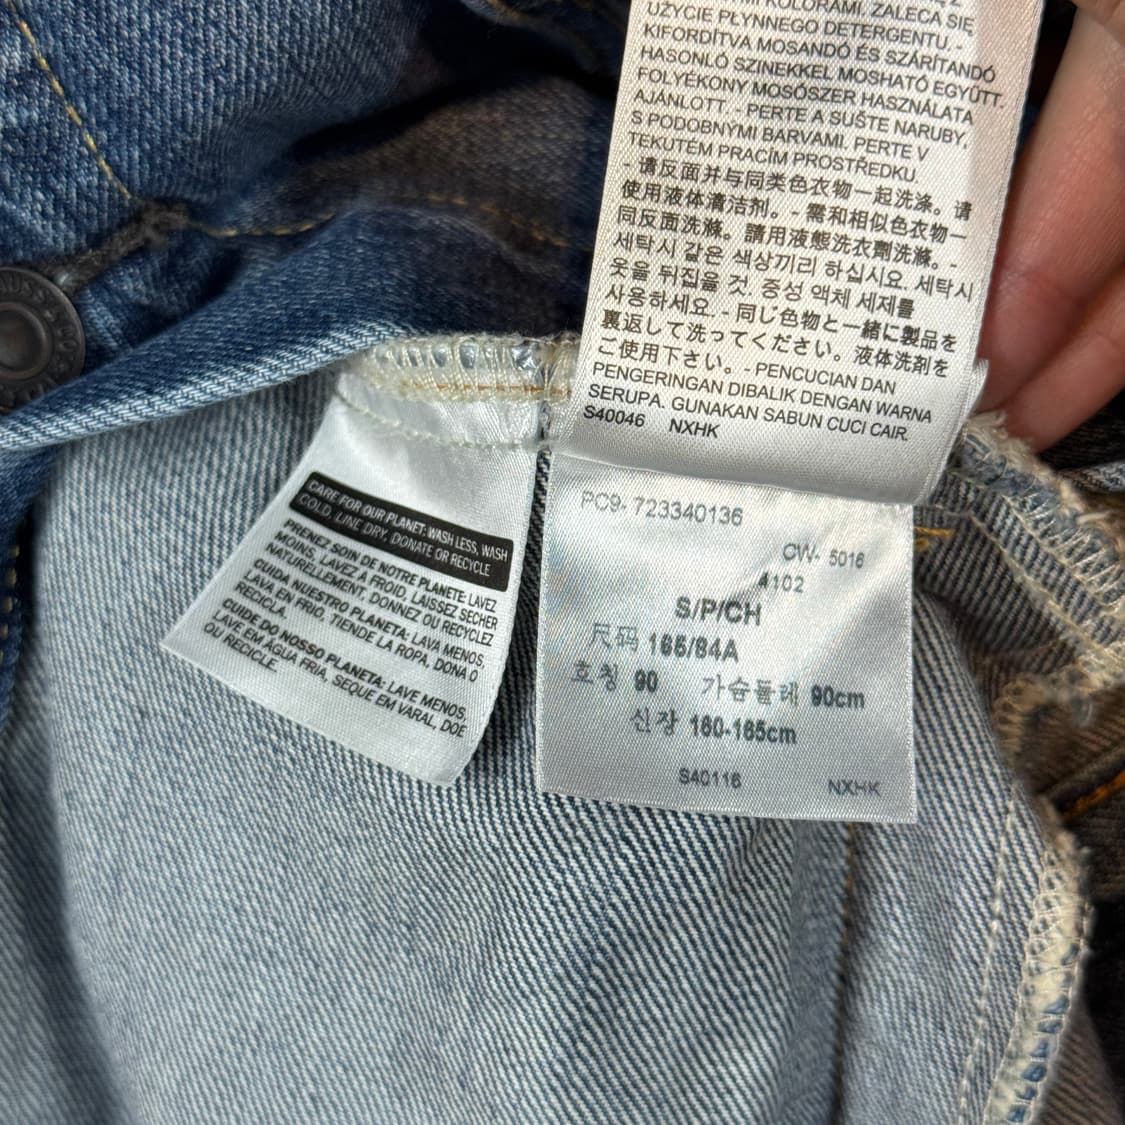 KOLORAMI. ZALECA SIĘ
UŻYCIE PŁYNNEGO DETERGENTU. -
KIFORDÍTVA MOSANDÓ ÉS SZÁRÍTANDÓ
HASONLÓ SZINEKKEL MOSHATÓ EGYÜTT.
FOLYÉKONY MOSÓSZER HASZNÁLATA
AJÁNLOTT. - PERTE A SUŠTE NARUBY,
S PODOBNYMI BARVAMI. PERTE V
TEKUTÉM PRACÍM PROSTŘEDKU.
- 请反面并与同类色衣物一起洗涤。请
使用液体清洁剂。- 需和相似色衣物一
同反面洗滌。請用液態洗衣劑洗滌。-
세탁시 같은 색상끼리 하십시요. 세탁시
옷을 뒤집을 것. 중성 액체 세제를
사용하세요. - 同じ色物と一緒に製品を
裏返して洗ってください。液体洗剤を
ご使用下さい。- PENCUCIAN DAN
PENGERINGAN DIBALIK DENGAN WARNA
SERUPA. GUNAKAN SABUN CUCI CAIR.
S40046 NXHK
CARE FOR OUR PLANET: WASH LESS, WASH
COLD, LINE DRY, DONATE OR RECYCLE
PRENEZ SOIN DE NOTRE PLANETE: LAVEZ
MOINS, LAVEZ A FROID, LAISSEZ SECHER
NATURELLEMENT, DONNEZ OU RECYCLEZ
CUIDA NUESTRO PLANETA: LAVA MENOS,
LAVA EN FRIO, TIENDE LA ROPA, DONA O
RECICLA.
CUIDE DO NOSSO PLANETA: LAVE MENOS,
LAVE EM ÁGUA FRIA, SEQUE EM VARAL, DOE
OU RECICLE.
PC9- 723340136
CW- 5016
4102
S/P/CH
尺码 165/84A
호칭 90 가슴둘레 90cm
신장 160-165cm
S40116 NXHK